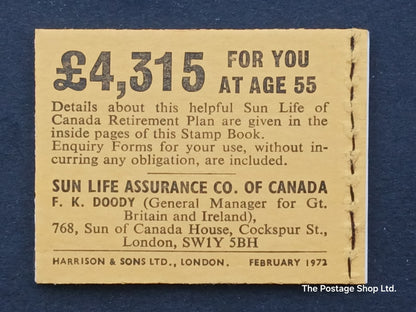 £4,315 FOR YOU
AT AGE 55
Details about this helpful Sun Life of
Canada Retirement Plan are given in the
inside pages of this Stamp Book.
Enquiry Forms for your use, without in-
curring any obligation, are included.
SUN LIFE ASSURANCE CO. OF CANADA
F. K. DOODY (General Manager for Gt.
Britain and Ireland),
768, Sun of Canada House, Cockspur St.,
London, SW1Y 5BH
HARRISON & SONS LTD., LONDON. FEBRUARY 1972
The Postage Shop Ltd.